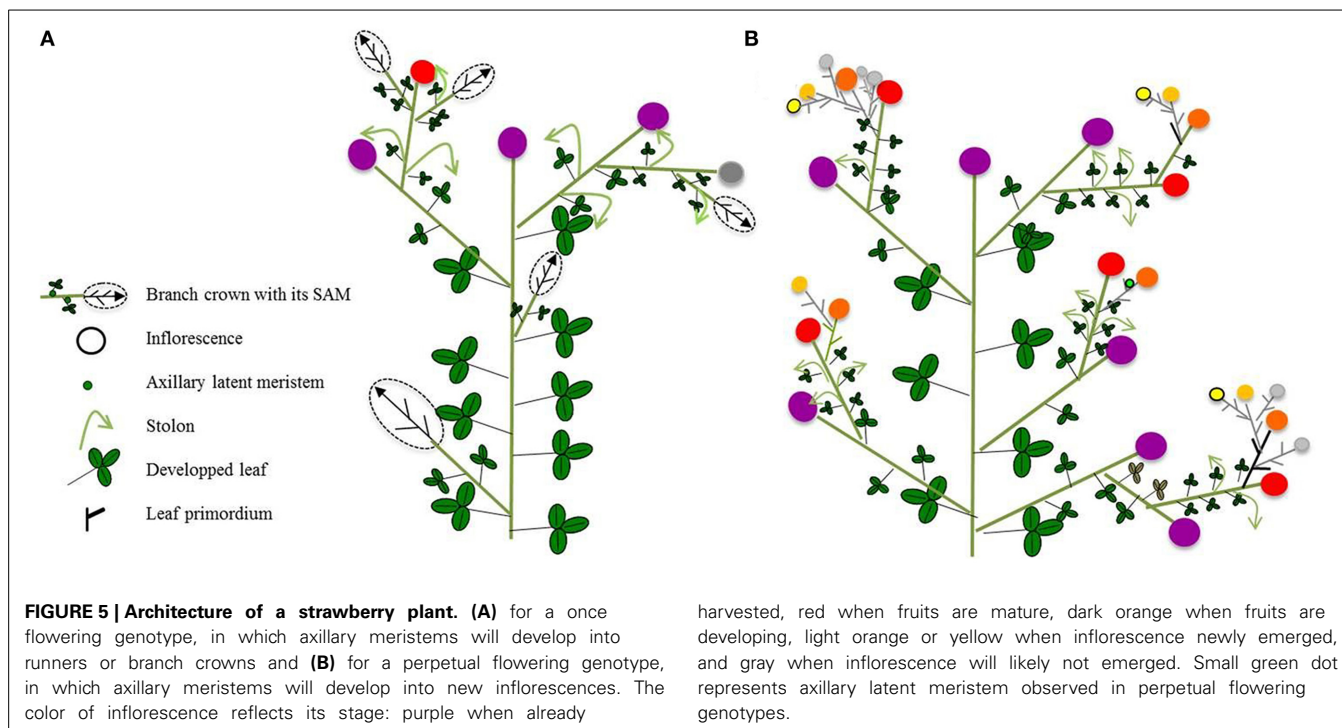 A
B
Branch crown with its SAM
Inflorescence
Axillary latent meristem
Stolon
Developped leaf
Leaf primordium
FIGURE 5 | Architecture of a strawberry plant. (A) for a once
flowering genotype, in which axillary meristems will develop into
runners or branch crowns and (B) for a perpetual flowering genotype,
in which axillary meristems will develop into new inflorescences. The
color of inflorescence reflects its stage: purple when already
harvested, red when fruits are mature, dark orange when fruits are
developing, light orange or yellow when inflorescence newly emerged,
and gray when inflorescence will likely not emerged. Small green dot
represents axillary latent meristem observed in perpetual flowering
genotypes.